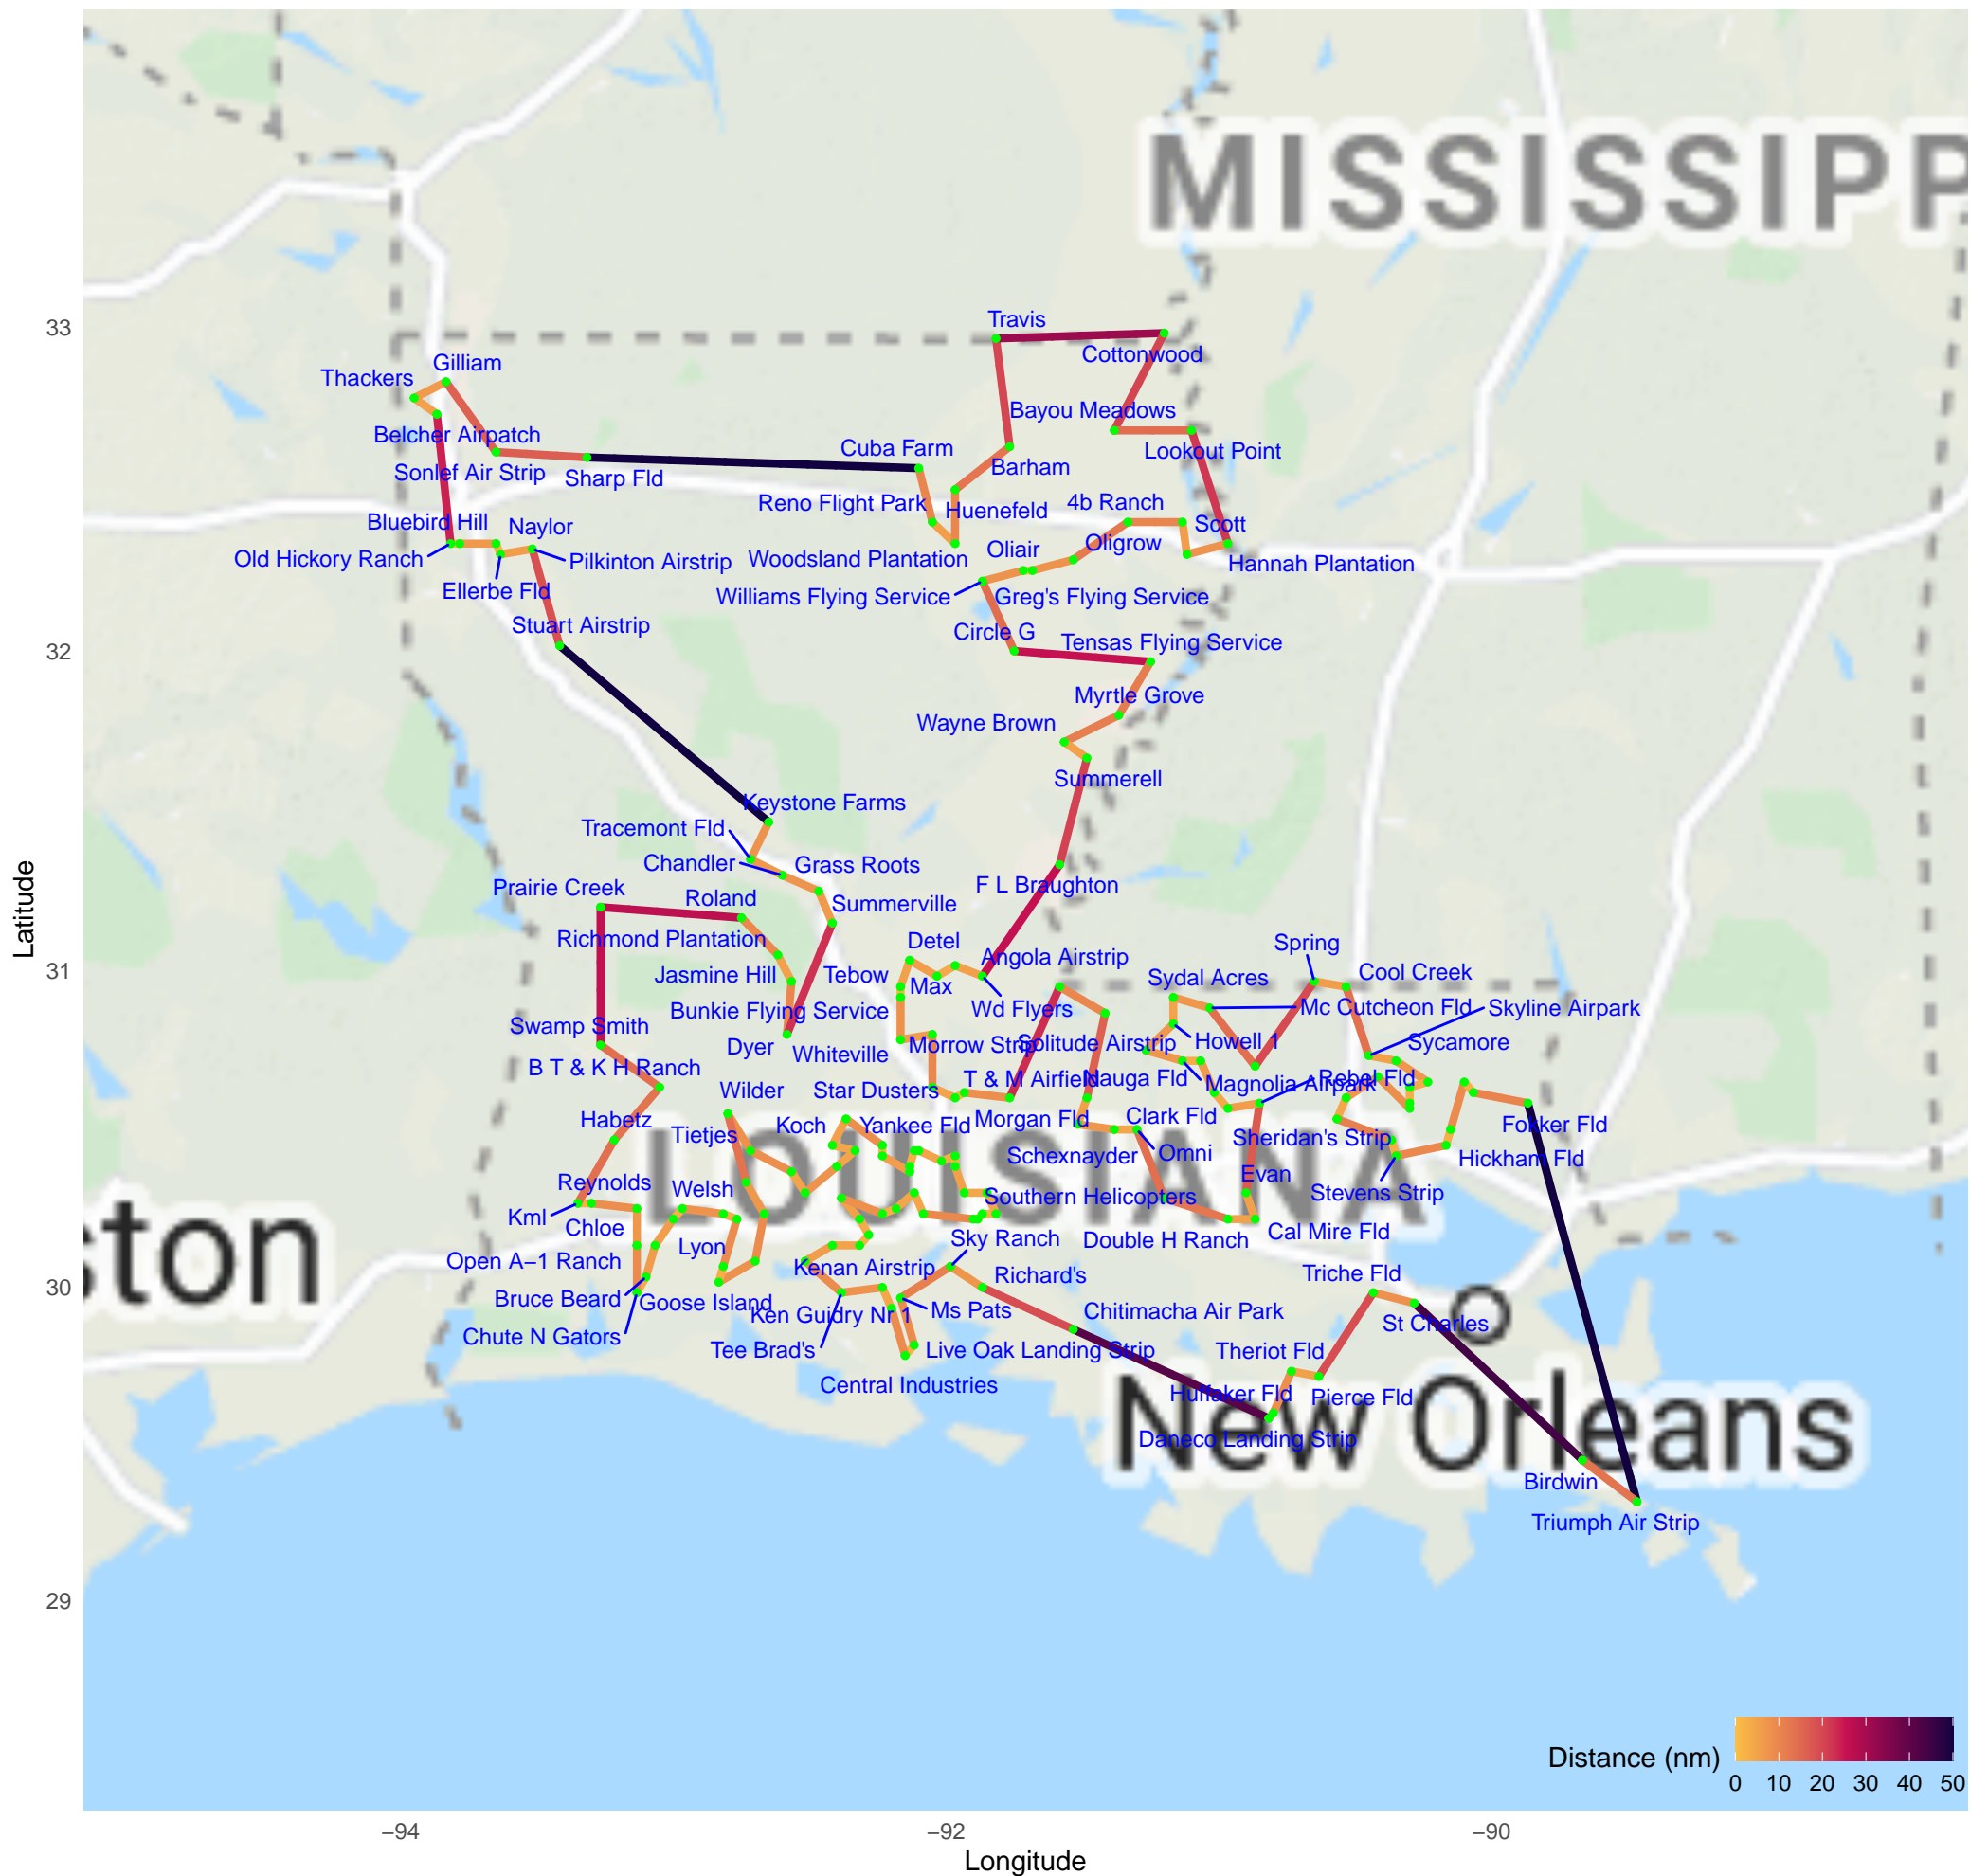 MISSISSIPP
33
Travis
Cottonwood
Gilliam
Thackers
Bayou Meadows
Belcher Airpatch
Cuba Farm
Lookout Point
Sonlef Air Strip
Sharp Fld
Barham
Reno Flight Park
Huenefeld
4b Ranch
Bluebird Hill
Naylor
Scott
Old Hickory Ranch
Pilkinton Airstrip
Woodsland Plantation
Oliair
Oligrow
Hannah Plantation
Ellerbe Fld
Williams Flying Service
Greg's Flying Service
Stuart Airstrip
Circle G
Tensas Flying Service
32
Myrtle Grove
Wayne Brown
Summerell
Keystone Farms
Tracemont Fld
Chandler
Grass Roots
F L Braughton
Prairie Creek
Roland
Summerville
Latitude
Richmond Plantation
Detel
Angola Airstrip
Spring
31
Jasmine Hill
Tebow
Max
Sydal Acres
Cool Creek
Bunkie Flying Service
Wd Flyers
Mc Cutcheon Fld
Skyline Airpark
Swamp Smith
Dyer
Whiteville
Morrow Strip
Solitude Airstrip
Howell 1
Sycamore
B T & K H Ranch
Wilder
Star Dusters
T & M Airfield
Nauga Fld
Magnolia Airpark
Rebel Fld
Habetz
Tietjes
Koch
Yankee Fld
Morgan Fld
Clark Fld
Fokker Fld
LOUISIANA
Schexnayder
Omni
Sheridan's Strip
Hickham Fld
Reynolds
Welsh
Evan
Stevens Strip
Kml
Chloe
Southern Helicopters
ston
Open A−1 Ranch
Lyon
Sky Ranch
Double H Ranch
Cal Mire Fld
30
Kenan Airstrip
Richard's
Triche Fld
Bruce Beard
Goose Island
Ken Guidry Nr 1
Ms Pats
Chitimacha Air Park
St Charles
Chute N Gators
Tee Brad's
Live Oak Landing Strip
Theriot Fld
Central Industries
Huffaker Fld
Pierce Fld
New Orleans
Daneco Landing Strip
Birdwin
Triumph Air Strip
29
Distance (nm)
0 10 20 30 40 50
−94 −92 −90
Longitude